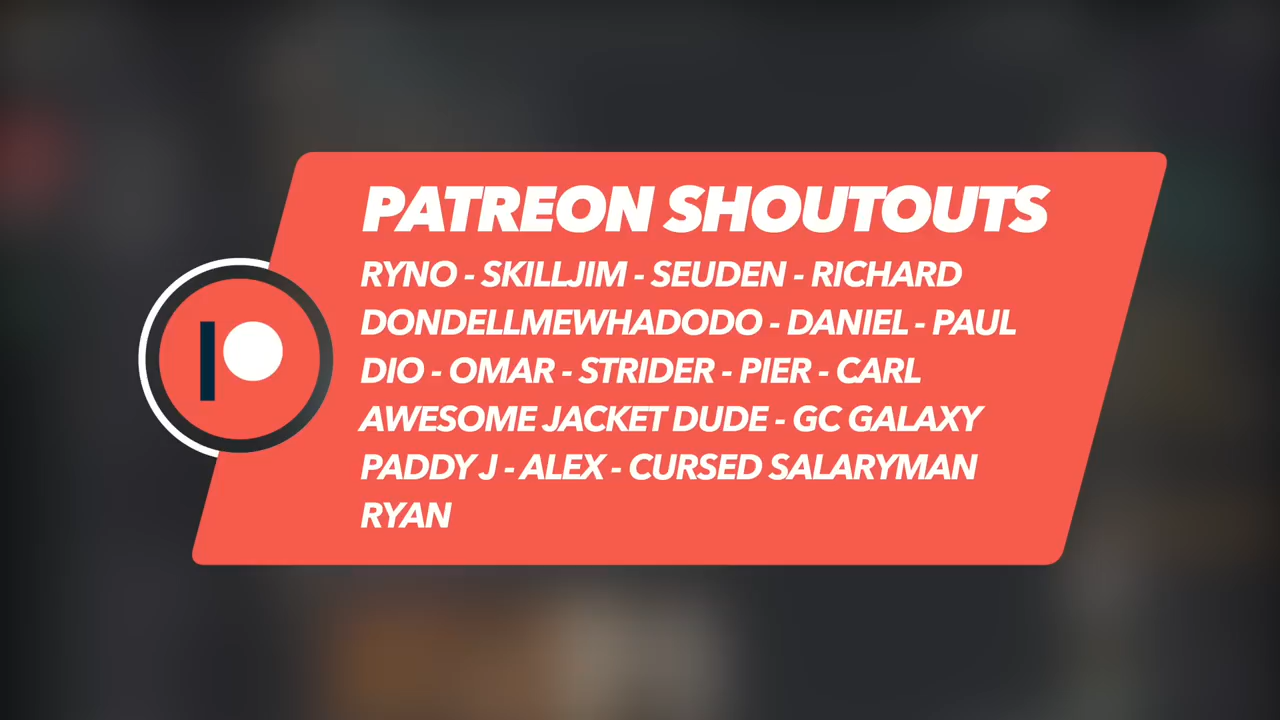 PATREON SHOUTOUTS
RYNO - SKILLJIM - SEUDEN - RICHARD
DONDELLMEWHADODO - DANIEL - PAUL
DIO - OMAR - STRIDER - PIER - CARL
AWESOME JACKET DUDE - GC GALAXY
PADDY J - ALEX - CURSED SALARYMAN
RYAN